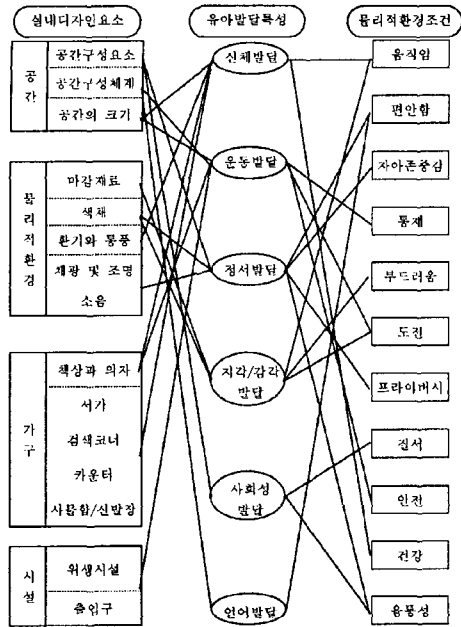 실내디자인요소
유아발달특성
물리적환경조건
공간
공간구성요소
공간구성체계
공간의 크기
물리적환경
마감재료
색채
환기와 통풍
채광 및 조명
소음
가구
책상과 의자
서가
검색코너
카운터
사물함/신발장
시설
위생시설
출입구
신체발달
운동발달
정서발달
지각/감각
발달
사회성
발달
언어발달
움직임
편안함
자아존중감
통제
부드러움
도전
프라이버시
질서
안전
건강
융통성